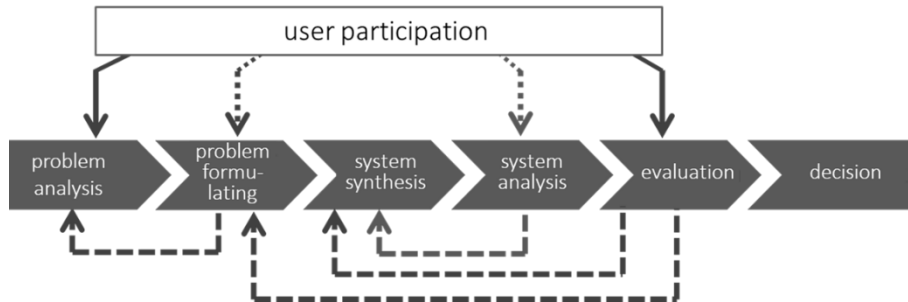 user participation
problem
analysis
problem
formu-
lating
system
synthesis
system
analysis
evaluation
decision